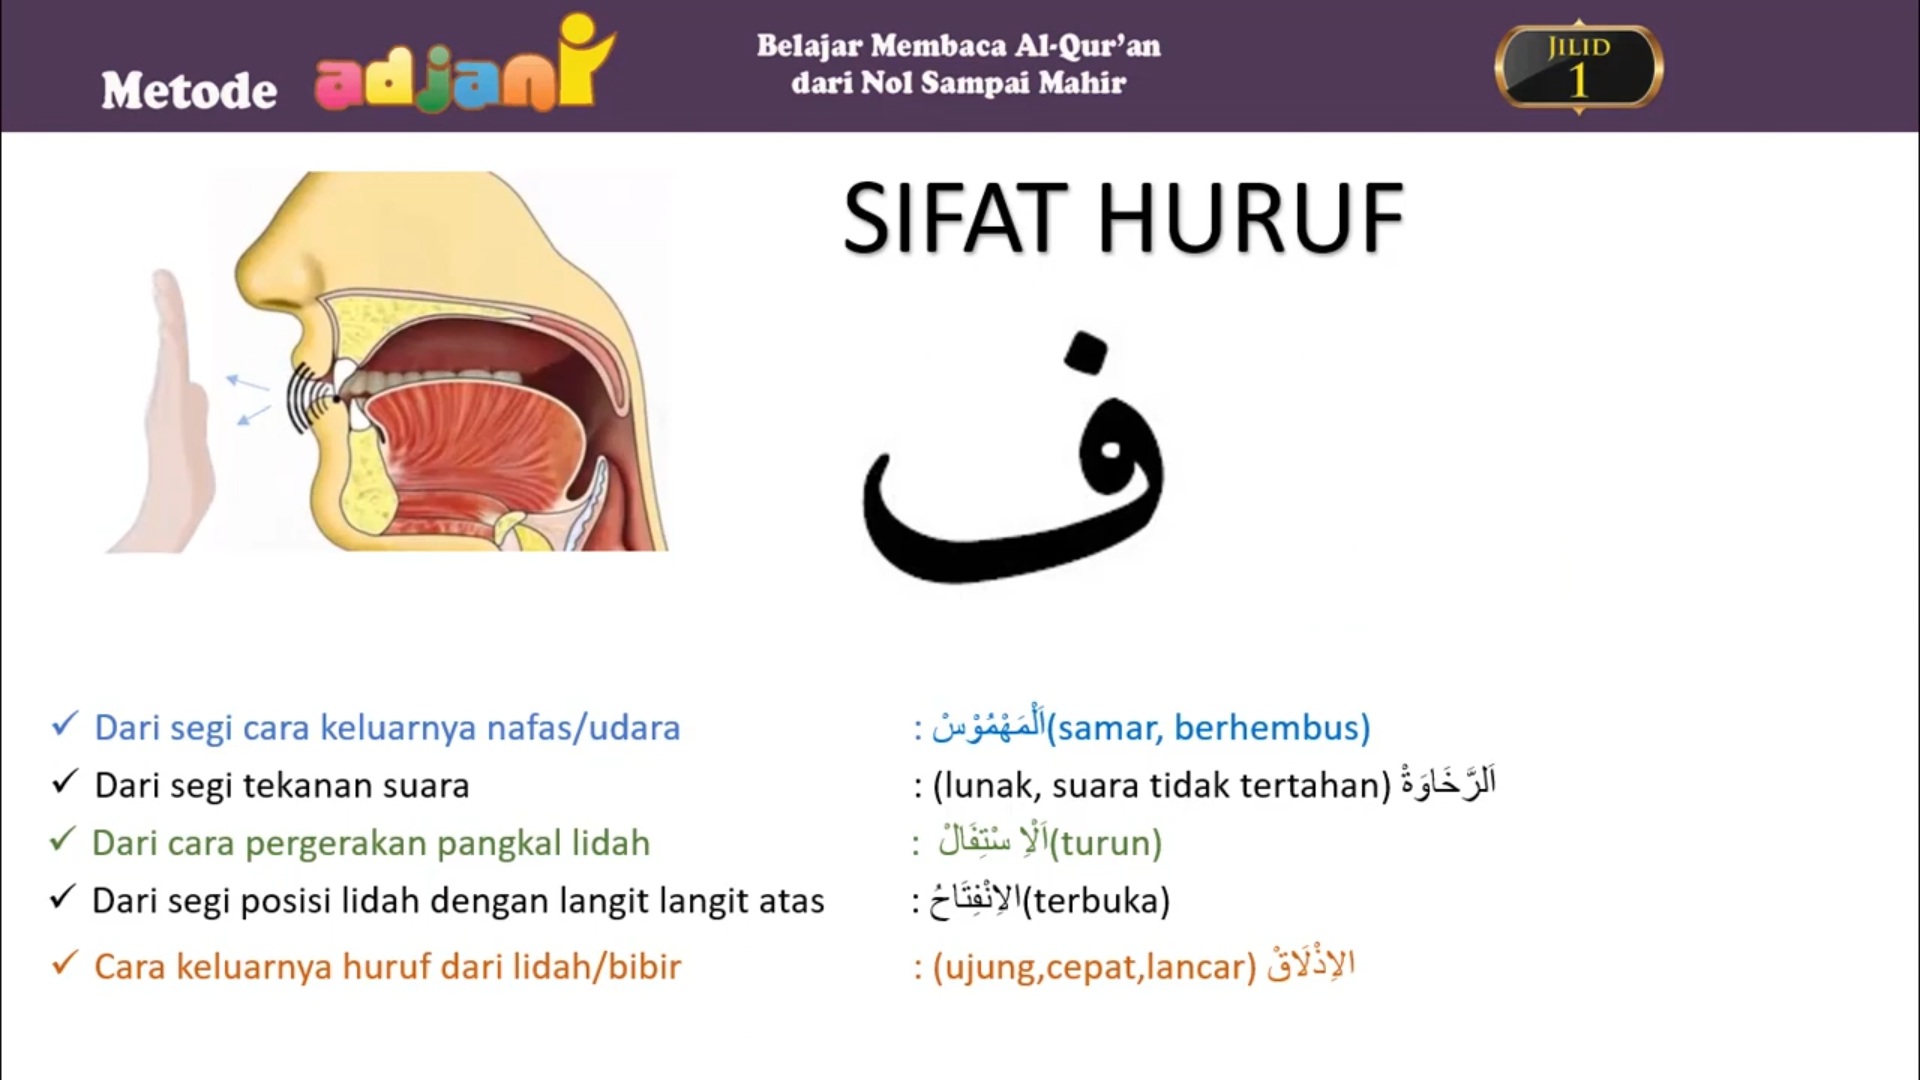 Metode adjani
Belajar Membaca Al-Qur'an
dari Nol Sampai Mahir
JILID
1
SIFAT HURUF
ف
✓ Dari segi cara keluarnya nafas/udara : اَلْمَهْمُوْسْ(samar, berhembus)
✓ Dari segi tekanan suara : (lunak, suara tidak tertahan) اَلرَّخَاوَةْ
✓ Dari cara pergerakan pangkal lidah : اَلْاِ سْتِفَالْ(turun)
✓ Dari segi posisi lidah dengan langit langit atas : الاِنْفِتَاحُ(terbuka)
✓ Cara keluarnya huruf dari lidah/bibir : (ujung,cepat,lancar) الاِذْلَاقْ